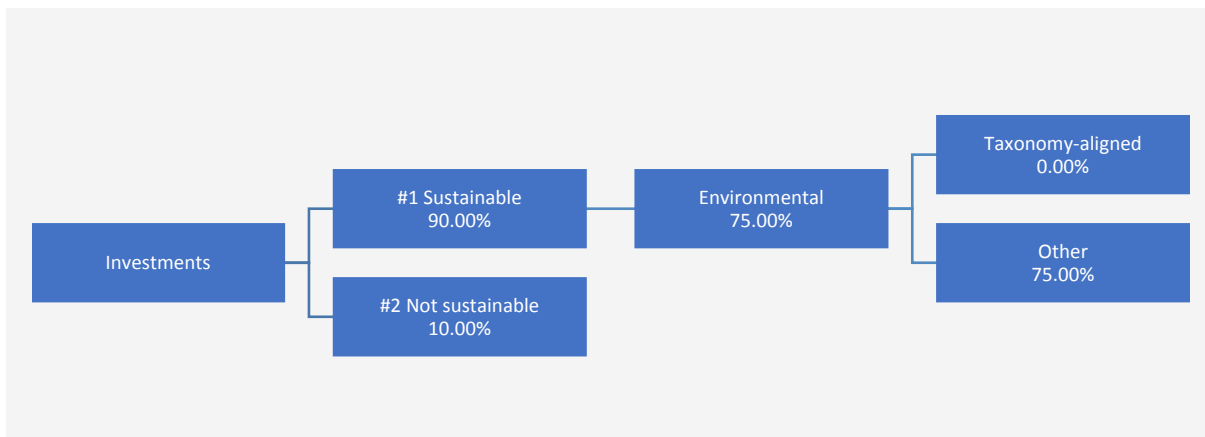 Investments
#1 Sustainable
90.00%
#2 Not sustainable
10.00%
Environmental
75.00%
Taxonomy-aligned
0.00%
Other
75.00%